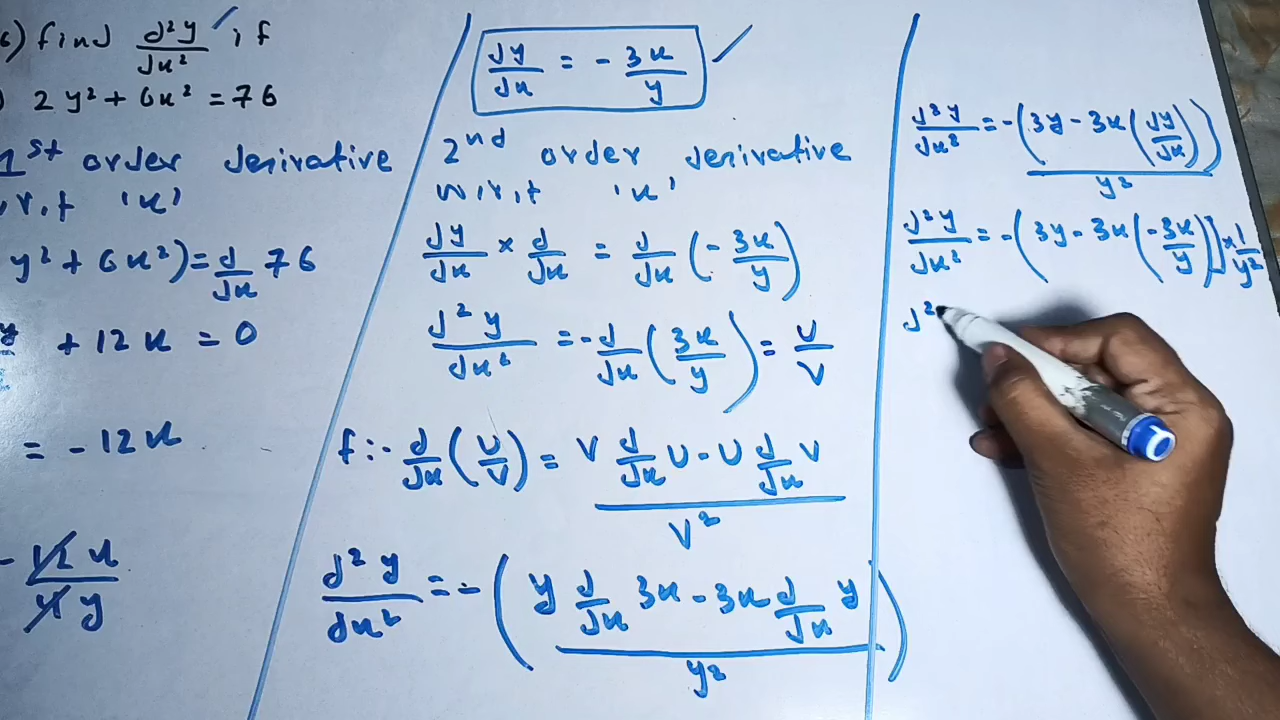 6) find d²y/dx² if
) 2y² + 6x² = 76
1st order derivative
w.r.t 'x'
y² + 6x²) = d/dx 76
y + 12x = 0
= -12x
- 12x/4y
dy/dx = - 3x/y
2nd order derivative
w.r.t 'x'
dy/dx × d/dx = d/dx (- 3x/y)
d²y/dx² = - d/dx (3x/y) = U/V
f:- d/dx (U/V) = V d/dx U - U d/dx V / V²
d²y/dx² = - (y d/dx 3x - 3x d/dx y / y²)
d²y/dx² = - (3y - 3x (dy/dx)) / y²
d²y/dx² = - (3y - 3x (-3x/y)) × 1/y²
d²